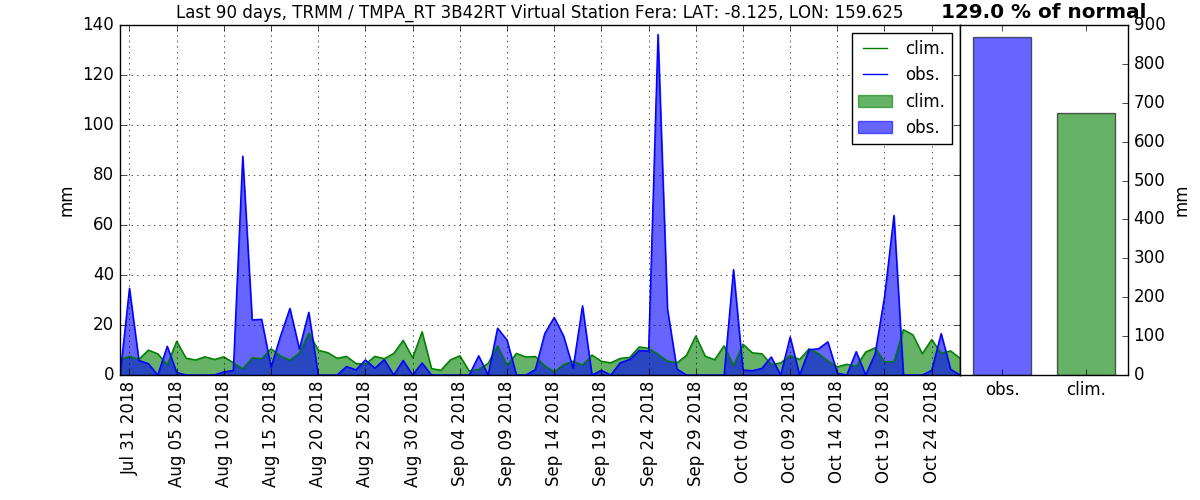 Last 90 days, TRMM / TMPA_RT 3B42RT Virtual Station Fera: LAT: -8.125, LON: 159.625
129.0 % of normal
140
120
100
80
60
40
20
0
mm
clim.
obs.
clim.
obs.
Jul 31 2018
Aug 05 2018
Aug 10 2018
Aug 15 2018
Aug 20 2018
Aug 25 2018
Aug 30 2018
Sep 04 2018
Sep 09 2018
Sep 14 2018
Sep 19 2018
Sep 24 2018
Sep 29 2018
Oct 04 2018
Oct 09 2018
Oct 14 2018
Oct 19 2018
Oct 24 2018
900
800
700
600
500
400
300
200
100
0
mm
obs.
clim.